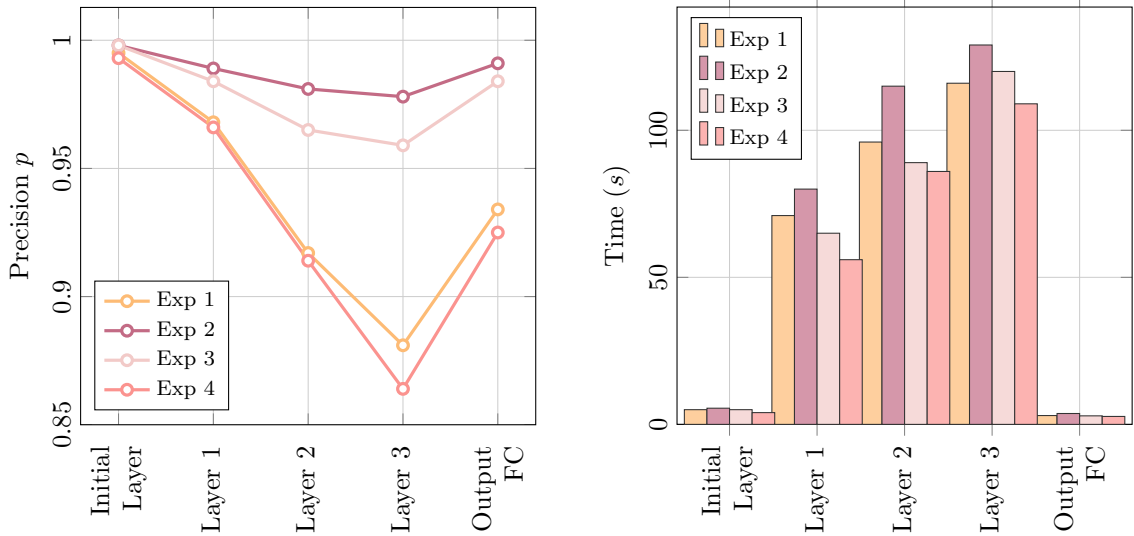 Precision p
1
0.95
0.9
0.85
Exp 1
Exp 2
Exp 3
Exp 4
Initial
Layer
Layer 1
Layer 2
Layer 3
Output
FC
Time (s)
100
50
0
Exp 1
Exp 2
Exp 3
Exp 4
Initial
Layer
Layer 1
Layer 2
Layer 3
Output
FC